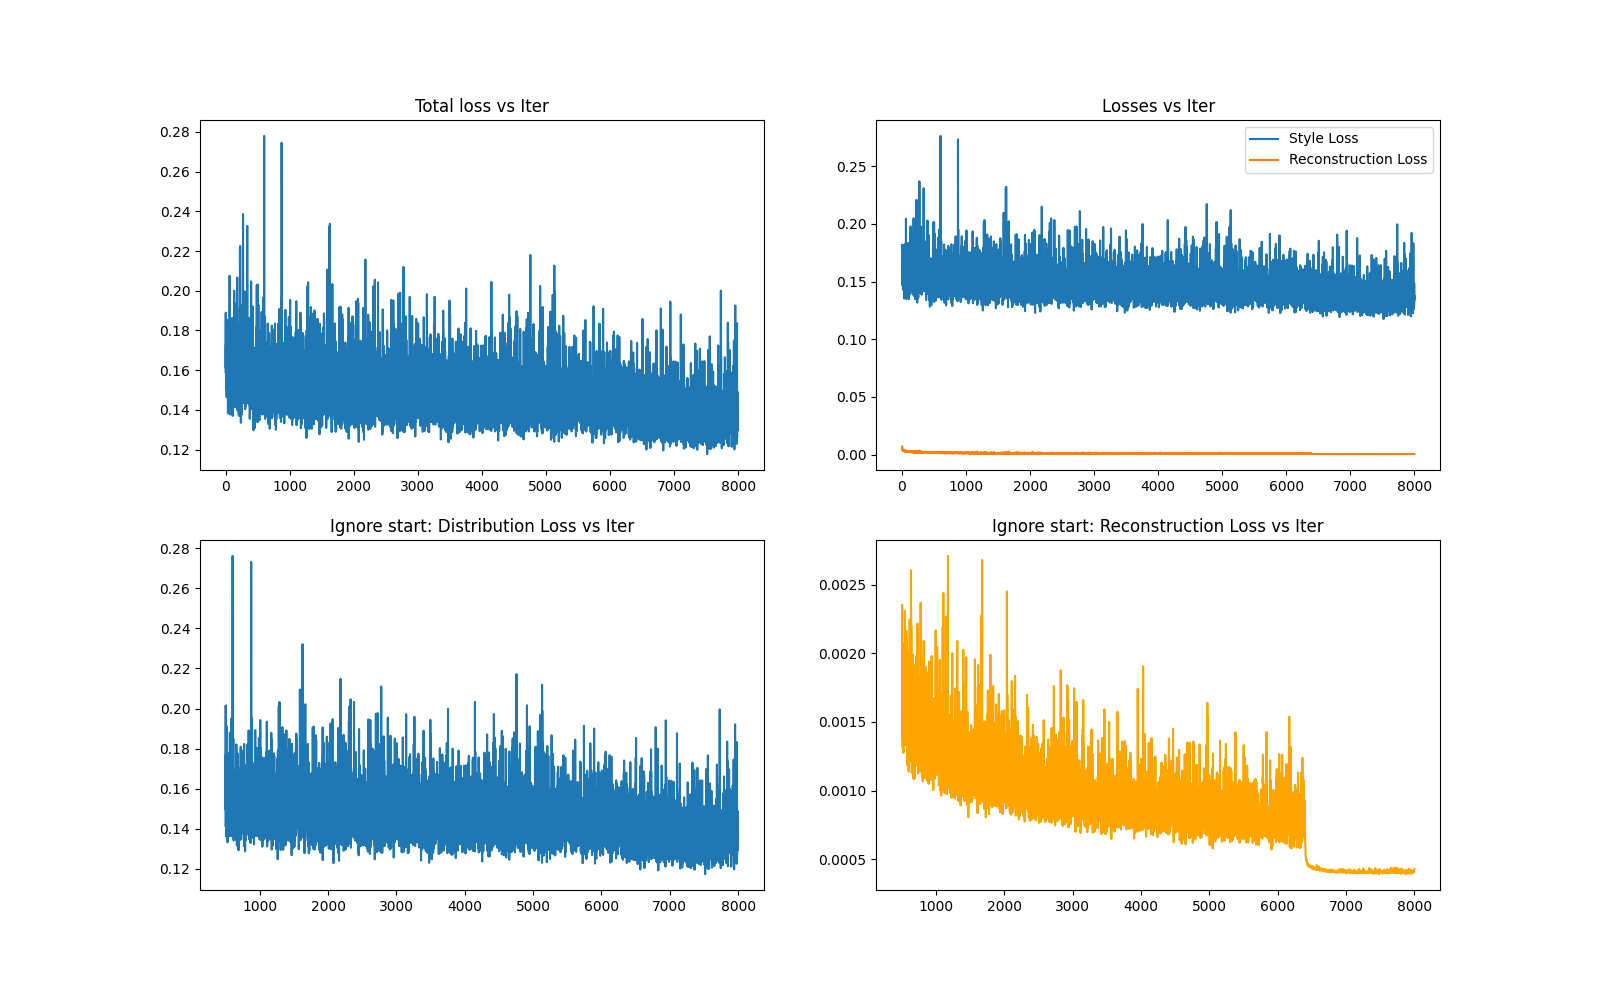 Total loss vs Iter
0.28
0.26
0.24
0.22
0.20
0.18
0.16
0.14
0.12
0 1000 2000 3000 4000 5000 6000 7000 8000
Losses vs Iter
Style Loss
Reconstruction Loss
0.25
0.20
0.15
0.10
0.05
0.00
0 1000 2000 3000 4000 5000 6000 7000 8000
Ignore start: Distribution Loss vs Iter
0.28
0.26
0.24
0.22
0.20
0.18
0.16
0.14
0.12
1000 2000 3000 4000 5000 6000 7000 8000
Ignore start: Reconstruction Loss vs Iter
0.0025
0.0020
0.0015
0.0010
0.0005
1000 2000 3000 4000 5000 6000 7000 8000